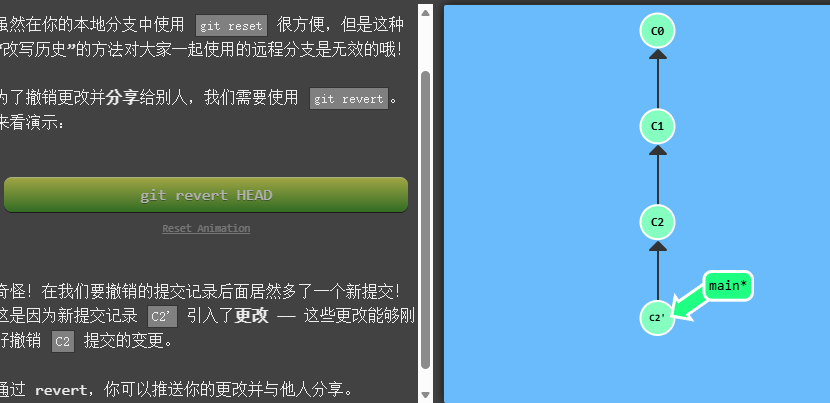 虽然在你的本地分支中使用 git reset 很方便，但是这种
“改写历史”的方法对大家一起使用的远程分支是无效的哦！
为了撤销更改并分享给别人，我们需要使用 git revert。
来看演示：
git revert HEAD
Reset Animation
奇怪！在我们要撤销的提交记录后面居然多了一个新提交！
这是因为新提交记录 C2' 引入了更改 —— 这些更改能够刚
好撤销 C2 提交的变更。
通过 revert，你可以推送你的更改并与他人分享。
C0
C1
C2
main*
C2'